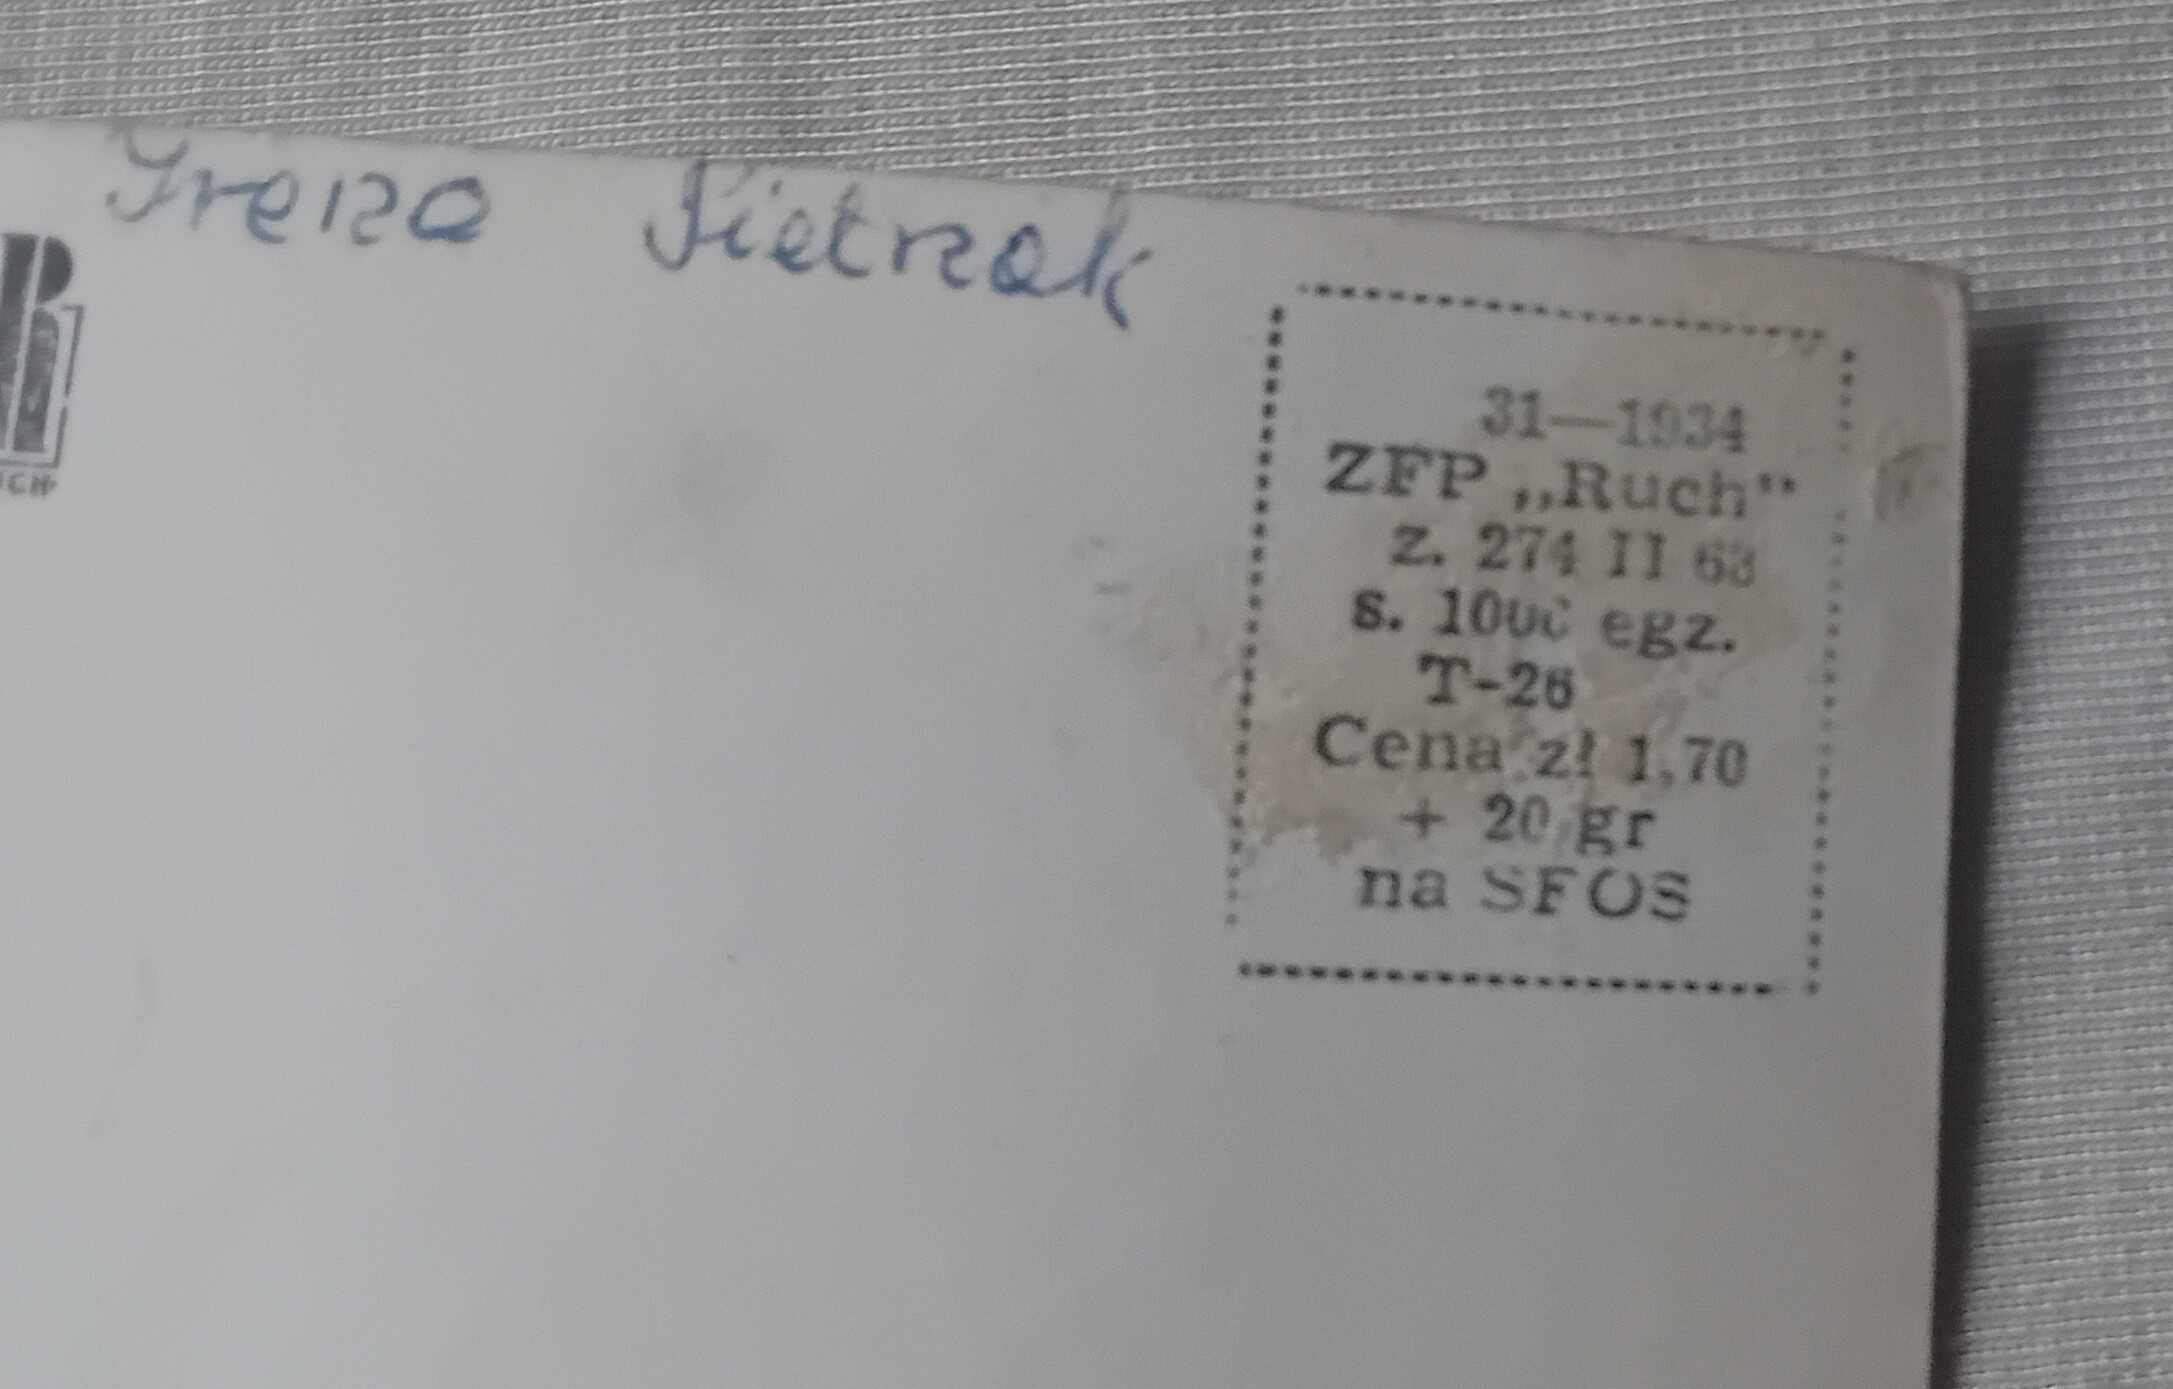 Irena Pietrzak
31—1934
ZFP „Ruch"
z. 274 II 63
s. 1000 egz.
T-26
Cena zł 1,70
+ 20 gr
na SFOS